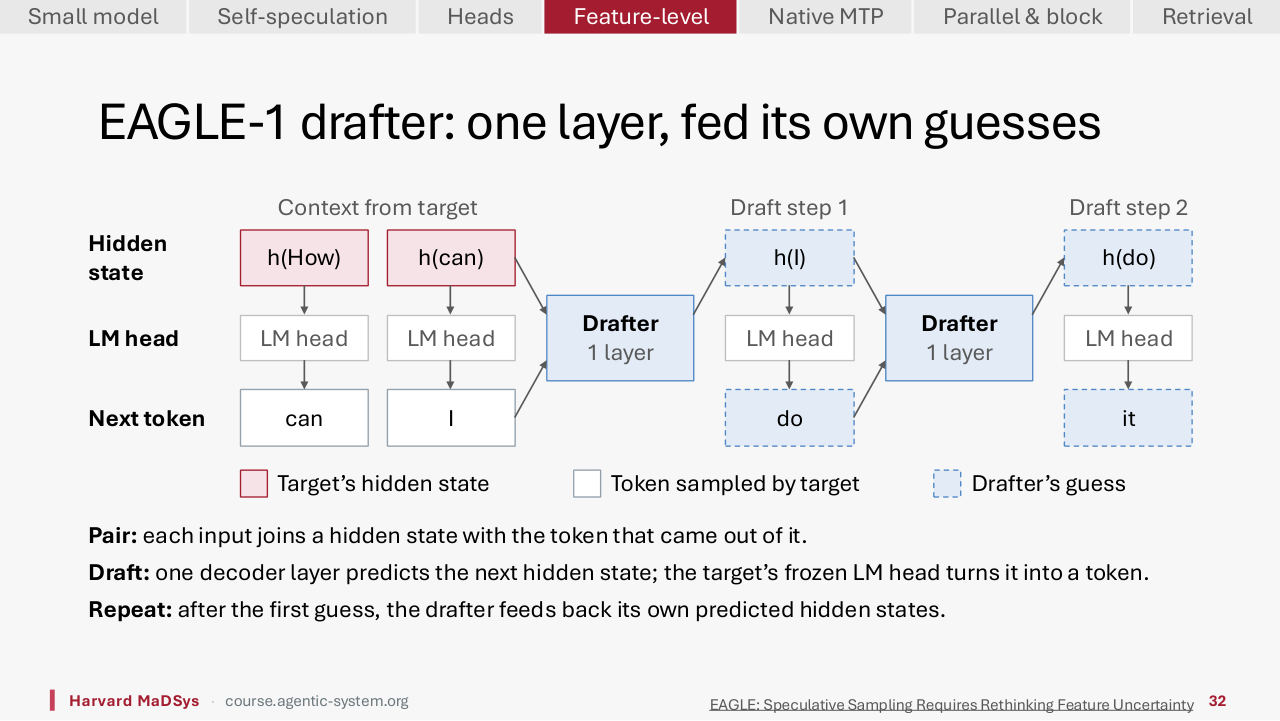 Small model
Self-speculation
Heads
Feature-level
Native MTP
Parallel & block
Retrieval
EAGLE-1 drafter: one layer, fed its own guesses
Context from target
Draft step 1
Draft step 2
Hidden
state
h(How)
h(can)
h(I)
h(do)
Drafter
1 layer
Drafter
1 layer
LM head
LM head
LM head
LM head
LM head
Next token
can
I
do
it
Target's hidden state
Token sampled by target
Drafter's guess
Pair: each input joins a hidden state with the token that came out of it.
Draft: one decoder layer predicts the next hidden state; the target's frozen LM head turns it into a token.
Repeat: after the first guess, the drafter feeds back its own predicted hidden states.
Harvard MaDSys · course.agentic-system.org
EAGLE: Speculative Sampling Requires Rethinking Feature Uncertainty
32